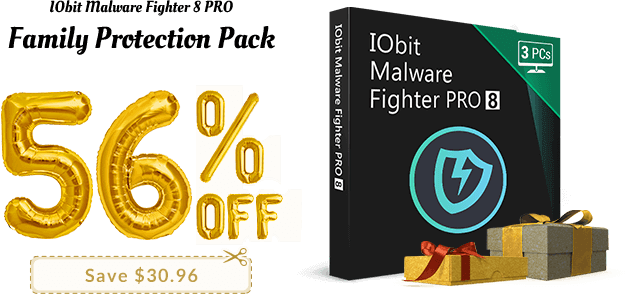 IObit Malware Fighter 8 PRO
Family Protection Pack
56% OFF
Save $30.96
3 PCs
IObit
Malware
Fighter PRO 8
IObit Malware Fighter PRO 8